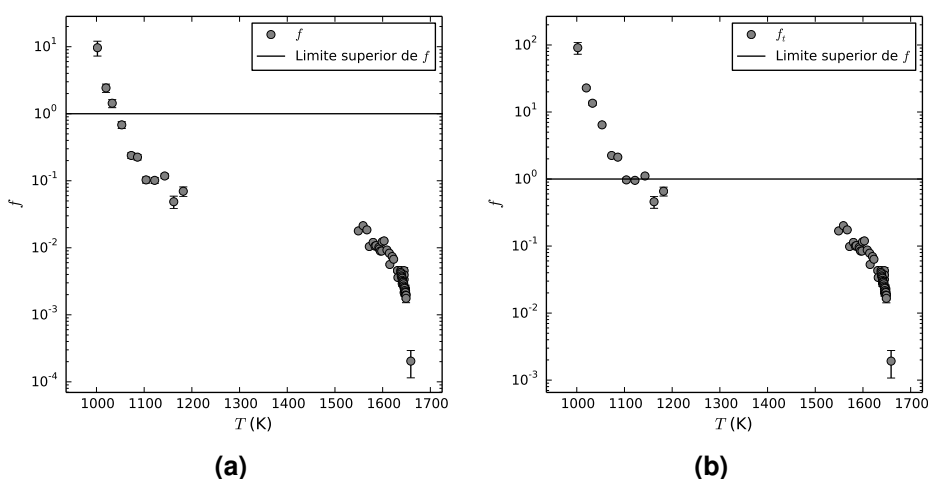 10^1
10^0
10^-1
10^-2
10^-3
10^-4
f
f
Limite superior de f
1000 1100 1200 1300 1400 1500 1600 1700
T (K)
(a)
10^2
10^1
10^0
10^-1
10^-2
10^-3
f
f_t
Limite superior de f
1000 1100 1200 1300 1400 1500 1600 1700
T (K)
(b)